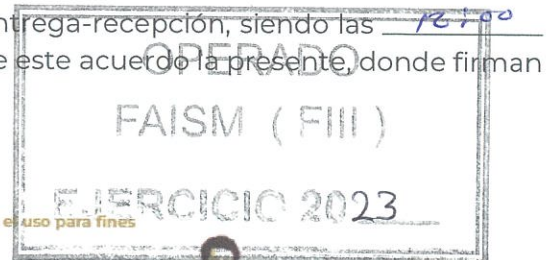 ntrega-recepción, siendo las 12:00
e este acuerdo la presente, donde firman
OPERADO
FAISM ( FIII )
EJERCICIO 2023
el uso para fines